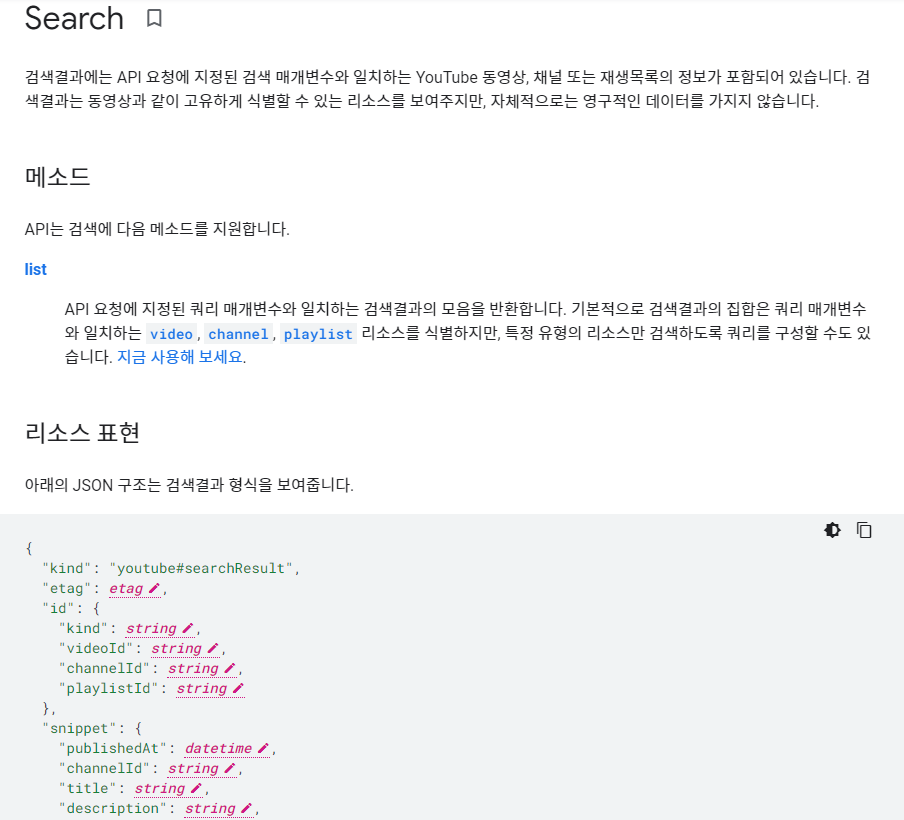 Search
검색결과에는 API 요청에 지정된 검색 매개변수와 일치하는 YouTube 동영상, 채널 또는 재생목록의 정보가 포함되어 있습니다. 검
색결과는 동영상과 같이 고유하게 식별할 수 있는 리소스를 보여주지만, 자체적으로는 영구적인 데이터를 가지지 않습니다.
메소드
API는 검색에 다음 메소드를 지원합니다.
list
API 요청에 지정된 쿼리 매개변수와 일치하는 검색결과의 모음을 반환합니다. 기본적으로 검색결과의 집합은 쿼리 매개변수
와 일치하는 video, channel, playlist 리소스를 식별하지만, 특정 유형의 리소스만 검색하도록 쿼리를 구성할 수도 있
습니다. 지금 사용해 보세요.
리소스 표현
아래의 JSON 구조는 검색결과 형식을 보여줍니다.
{
  "kind": "youtube#searchResult",
  "etag": etag,
  "id": {
    "kind": string,
    "videoId": string,
    "channelId": string,
    "playlistId": string
  },
  "snippet": {
    "publishedAt": datetime,
    "channelId": string,
    "title": string,
    "description": string,